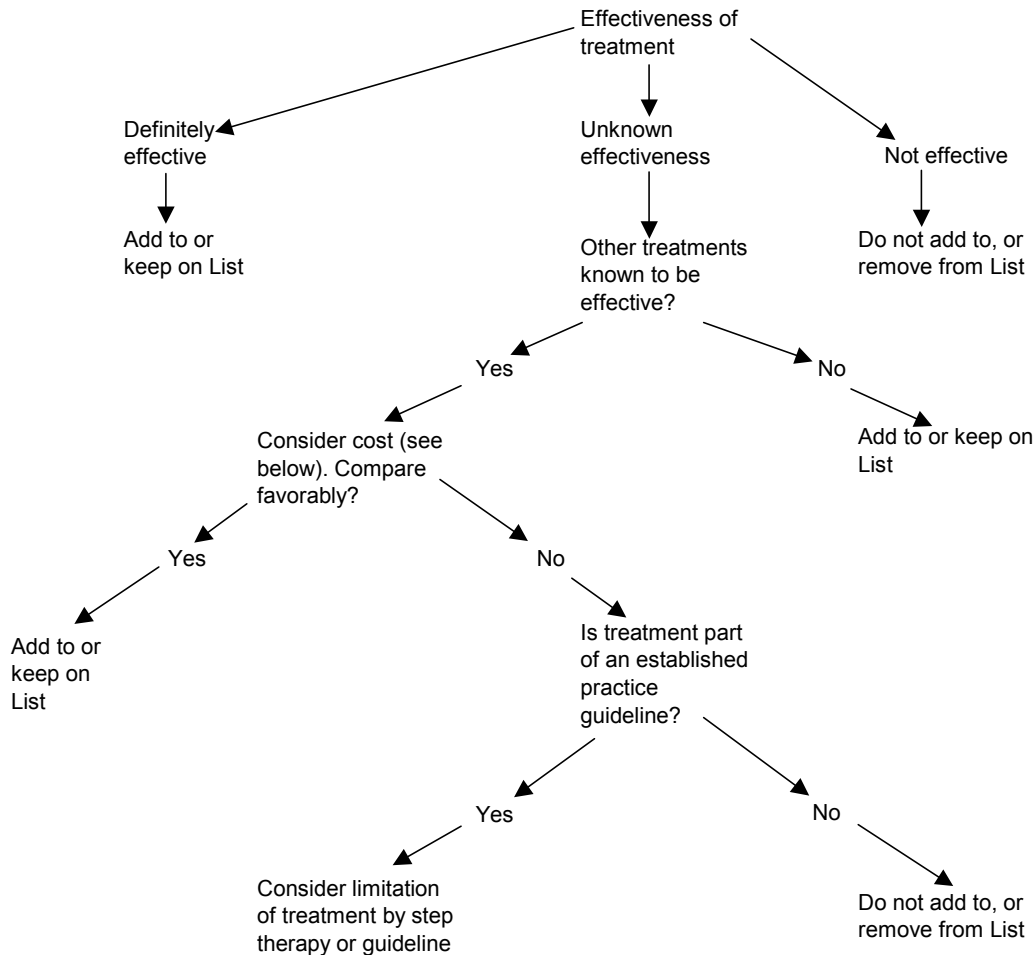 Effectiveness of
treatment
Definitely
effective
Unknown
effectiveness
Not effective
Add to or
keep on List
Other treatments
known to be
effective?
Do not add to, or
remove from List
Yes
No
Consider cost (see
below). Compare
favorably?
Add to or keep on
List
Yes
No
Add to or
keep on
List
Is treatment part
of an established
practice
guideline?
Yes
No
Consider limitation
of treatment by step
therapy or guideline
Do not add to, or
remove from List